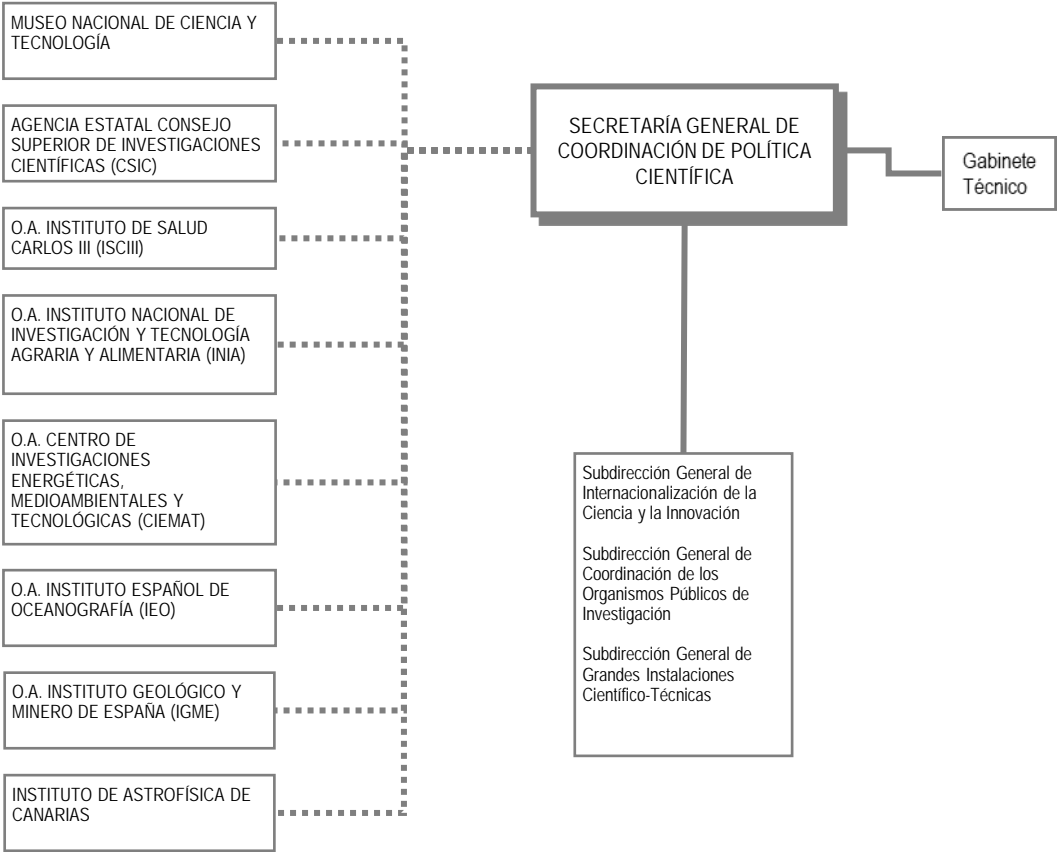 MUSEO NACIONAL DE CIENCIA Y
TECNOLOGÍA
AGENCIA ESTATAL CONSEJO
SUPERIOR DE INVESTIGACIONES
CIENTÍFICAS (CSIC)
O.A. INSTITUTO DE SALUD
CARLOS III (ISCIII)
O.A. INSTITUTO NACIONAL DE
INVESTIGACIÓN Y TECNOLOGÍA
AGRARIA Y ALIMENTARIA (INIA)
O.A. CENTRO DE
INVESTIGACIONES
ENERGÉTICAS,
MEDIOAMBIENTALES Y
TECNOLÓGICAS (CIEMAT)
O.A. INSTITUTO ESPAÑOL DE
OCEANOGRAFÍA (IEO)
O.A. INSTITUTO GEOLÓGICO Y
MINERO DE ESPAÑA (IGME)
INSTITUTO DE ASTROFÍSICA DE
CANARIAS
SECRETARÍA GENERAL DE
COORDINACIÓN DE POLÍTICA
CIENTÍFICA
Gabinete
Técnico
Subdirección General de
Internacionalización de la
Ciencia y la Innovación
Subdirección General de
Coordinación de los
Organismos Públicos de
Investigación
Subdirección General de
Grandes Instalaciones
Científico-Técnicas